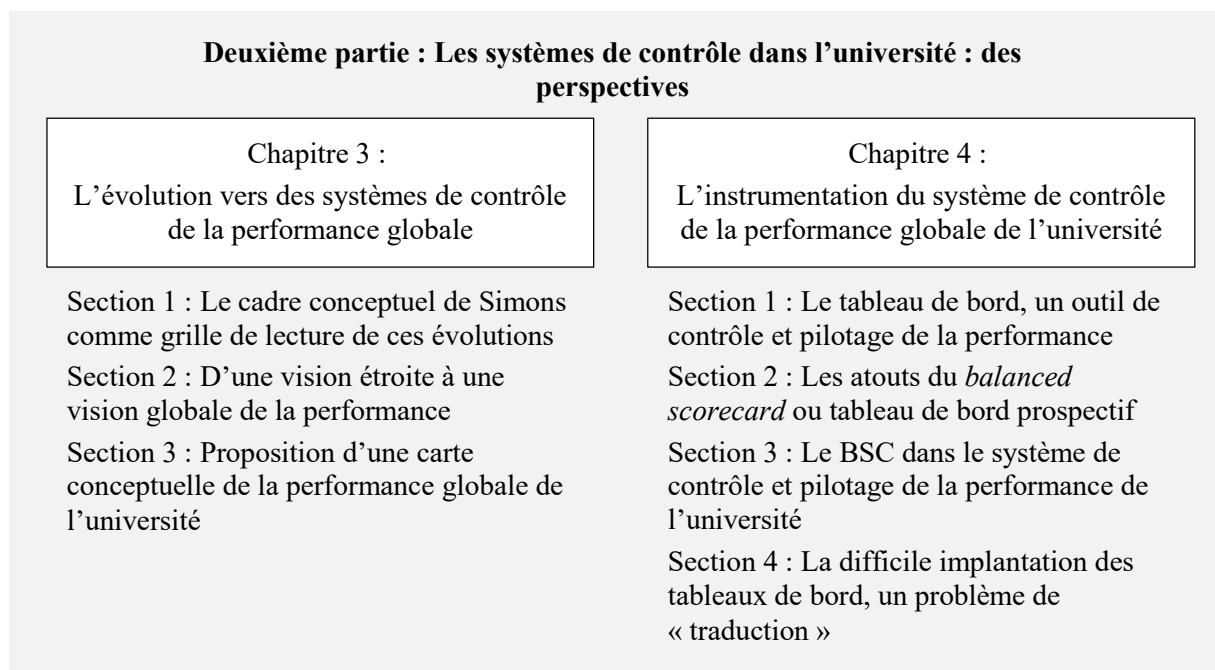 Deuxième partie : Les systèmes de contrôle dans l’université : des
perspectives
Chapitre 3 :
L’évolution vers des systèmes de contrôle
de la performance globale
Section 1 : Le cadre conceptuel de Simons
comme grille de lecture de ces évolutions
Section 2 : D’une vision étroite à une
vision globale de la performance
Section 3 : Proposition d’une carte
conceptuelle de la performance globale de
l’université
Chapitre 4 :
L’instrumentation du système de contrôle
de la performance globale de l’université
Section 1 : Le tableau de bord, un outil de
contrôle et pilotage de la performance
Section 2 : Les atouts du balanced
scorecard ou tableau de bord prospectif
Section 3 : Le BSC dans le système de
contrôle et pilotage de la performance de
l’université
Section 4 : La difficile implantation des
tableaux de bord, un problème de
« traduction »